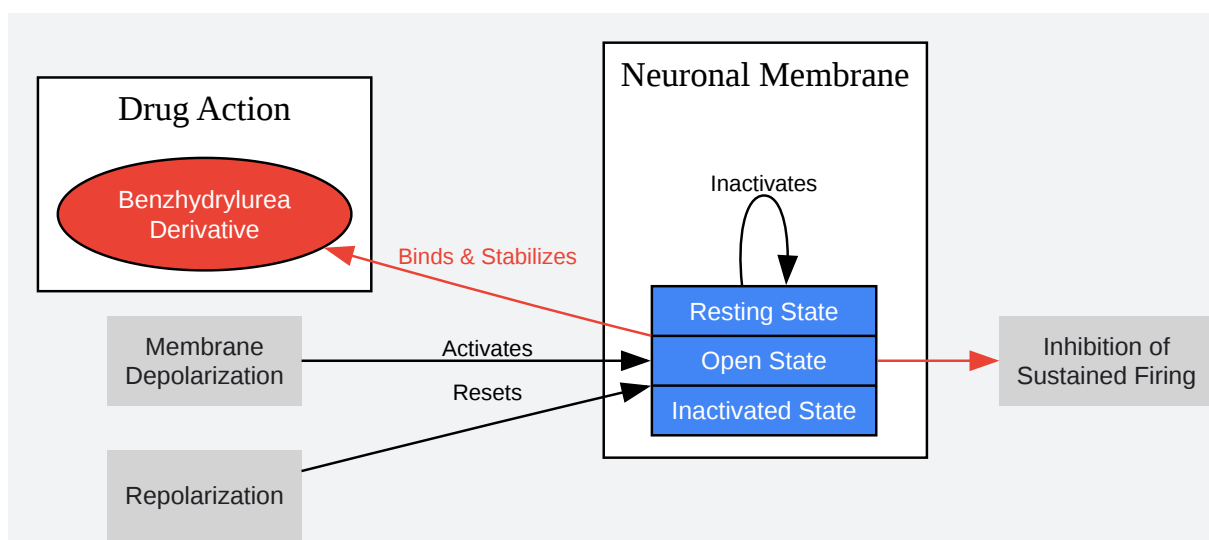 Drug Action
Benzhydrylurea
Derivative
Neuronal Membrane
Inactivates
Binds & Stabilizes
Resting State
Open State
Inactivated State
Membrane
Depolarization
Activates
Resets
Repolarization
Inhibition of
Sustained Firing